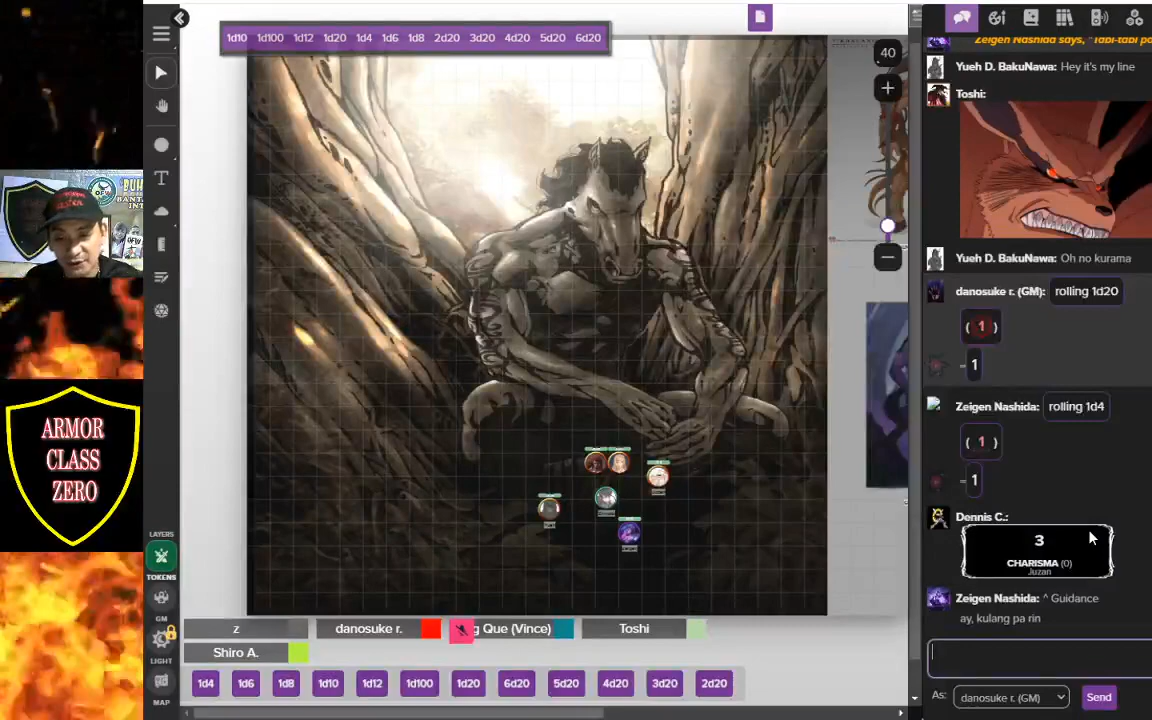 1d10 1d100 1d12 1d20 1d4 1d6 1d8 2d20 3d20 4d20 5d20 6d20
40
Zeigen Nashida says, "Tabi-tabi po
Yueh D. BakuNawa: Hey it's my line
Toshi:
Yueh D. BakuNawa: Oh no kurama
danosuke r. (GM): rolling 1d20
( 1 )
= 1
Zeigen Nashida: rolling 1d4
( 1 )
= 1
Dennis C.:
3
CHARISMA (0)
Juzan
Zeigen Nashida: ^ Guidance
ay, kulang pa rin
As: danosuke r. (GM) Send
OFW
ARMOR
CLASS
ZERO
LAYERS
TOKENS
GM
LIGHT
MAP
z danosuke r. g Que (Vince) Toshi
Shiro A.
1d4 1d6 1d8 1d10 1d12 1d100 1d20 6d20 5d20 4d20 3d20 2d20